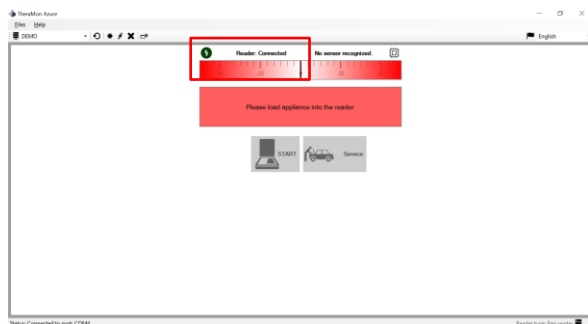 TheraMon Azure
Files Help
DEMO
English
Reader: Connected
No sensor recognized.
20
20
Please load appliance into the reader
START
Service
Status: Connected to port: COM4